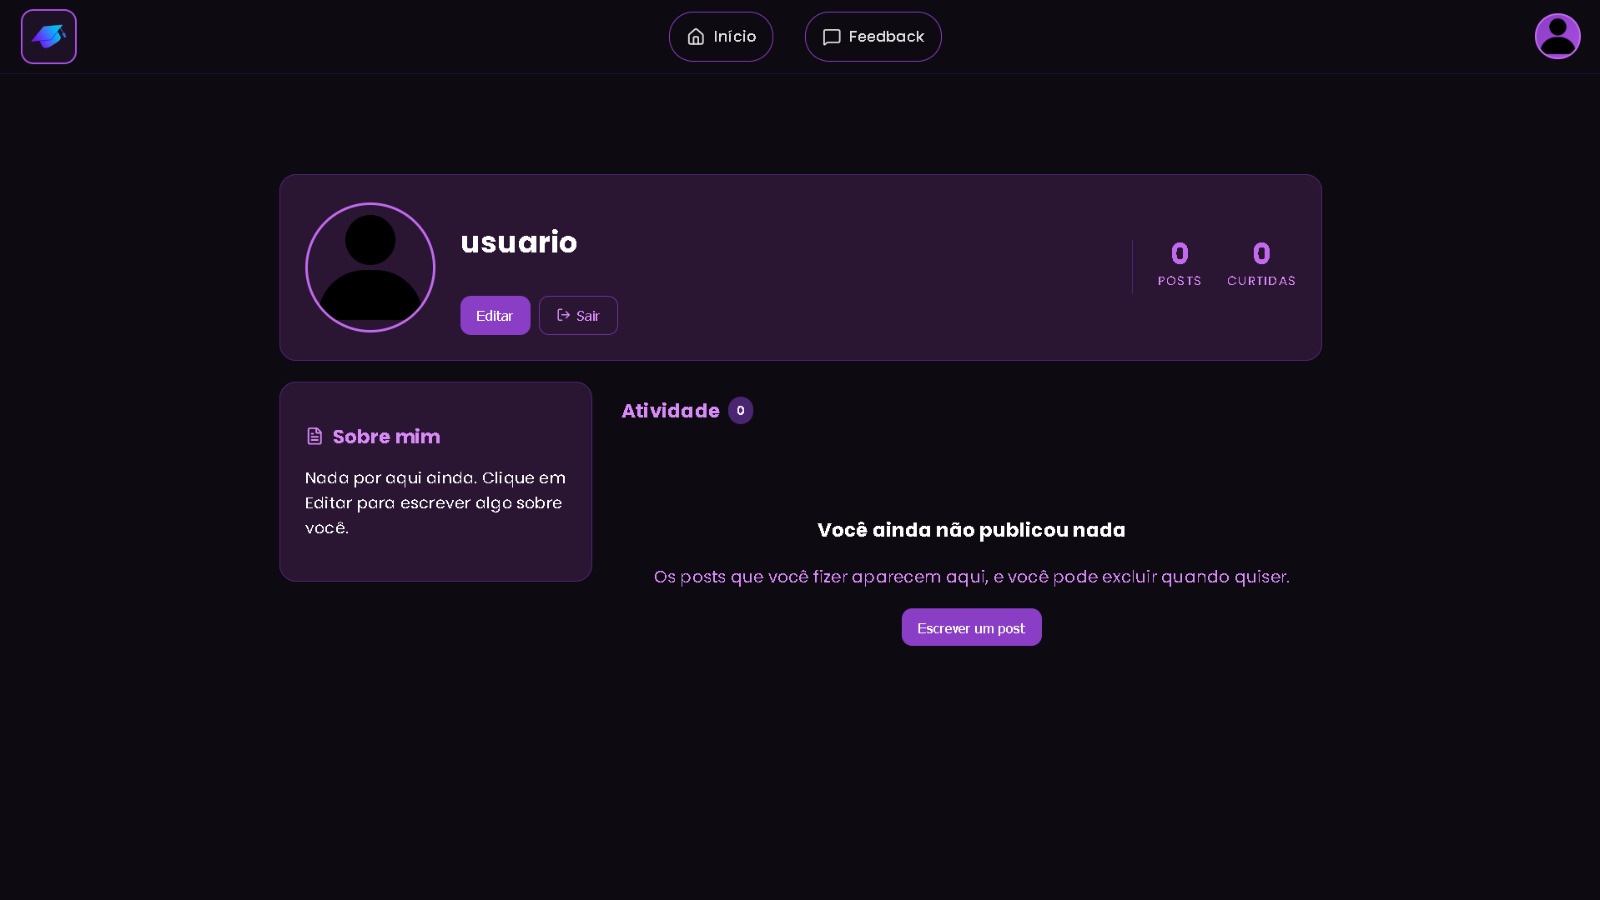 Início
Feedback
usuario
Editar
Sair
0
POSTS
0
CURTIDAS
Sobre mim
Nada por aqui ainda. Clique em
Editar para escrever algo sobre
você.
Atividade 0
Você ainda não publicou nada
Os posts que você fizer aparecem aqui, e você pode excluir quando quiser.
Escrever um post